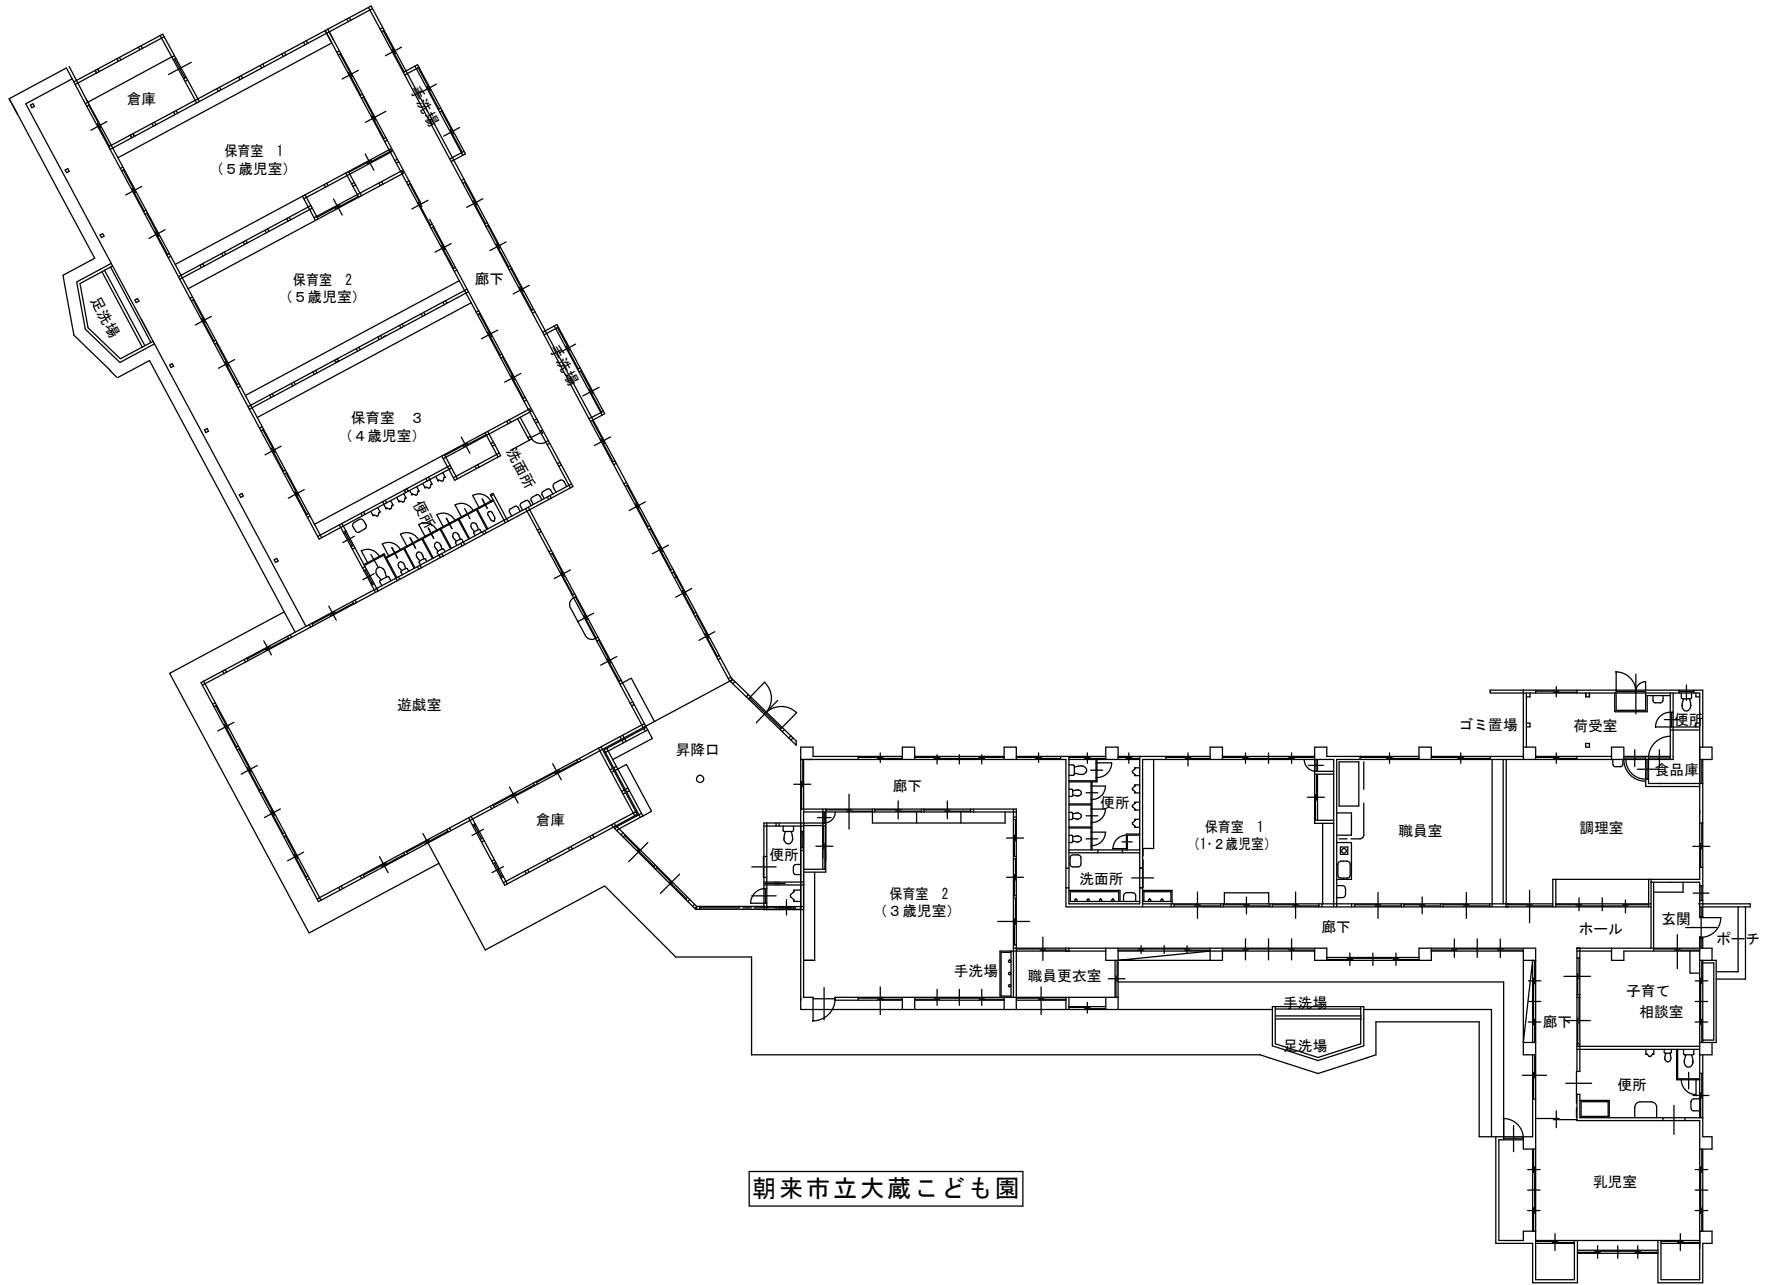 倉庫
手洗場
保育室　1
（５歳児室）
保育室　2
（５歳児室）
廊下
足洗場
手洗場
保育室　３
（４歳児室）
洗面所
便所
遊戯室
昇降口
倉庫
便所
廊下
保育室　2
（３歳児室）
手洗場
職員更衣室
便所
洗面所
保育室　1
（1･２歳児室）
職員室
調理室
ゴミ置場
荷受室
便所
食品庫
廊下
ホール
玄関
ポーチ
子育て
相談室
廊下
便所
乳児室
手洗場
足洗場
朝来市立大蔵こども園